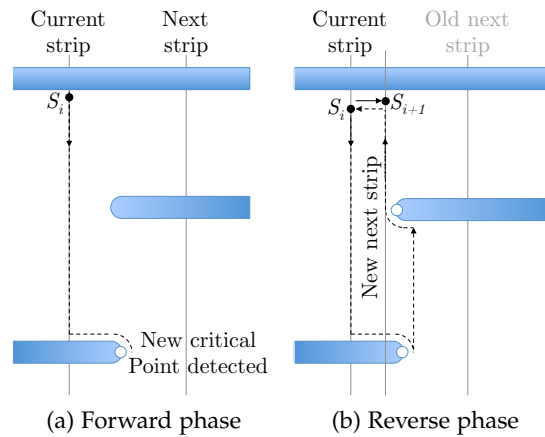 Current
strip
Next
strip
S_i
New critical
Point detected
(a) Forward phase
Current
strip
Old next
strip
S_i
S_{i+1}
New next strip
(b) Reverse phase